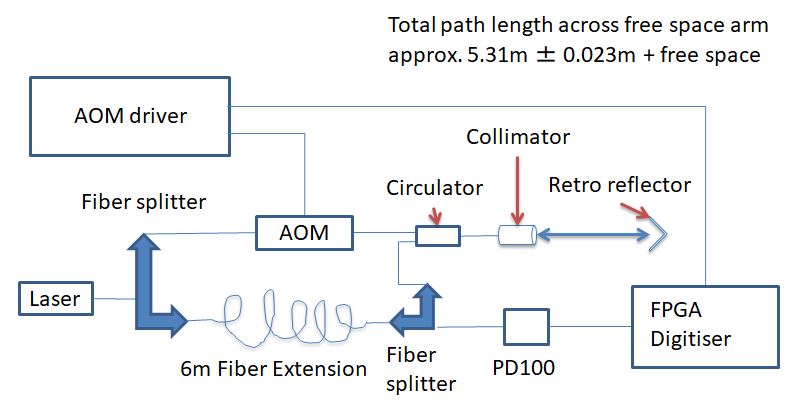 Total path length across free space arm
approx. 5.31m ± 0.023m + free space
AOM driver
Collimator
Circulator
Retro reflector
Fiber splitter
AOM
Laser
FPGA
Digitiser
6m Fiber Extension
Fiber
splitter
PD100